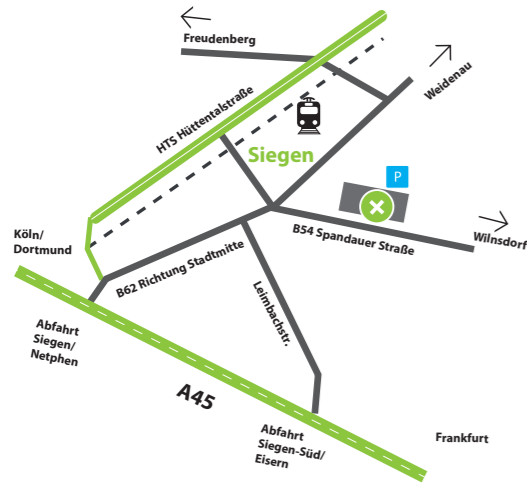 Freudenberg
Weidenau
HTS Hüttentalstraße
Siegen
P
Wilnsdorf
B54 Spandauer Straße
Köln/
Dortmund
B62 Richtung Stadtmitte
Leimbachstr.
Abfahrt
Siegen/
Netphen
A45
Abfahrt
Siegen-Süd/
Eisern
Frankfurt